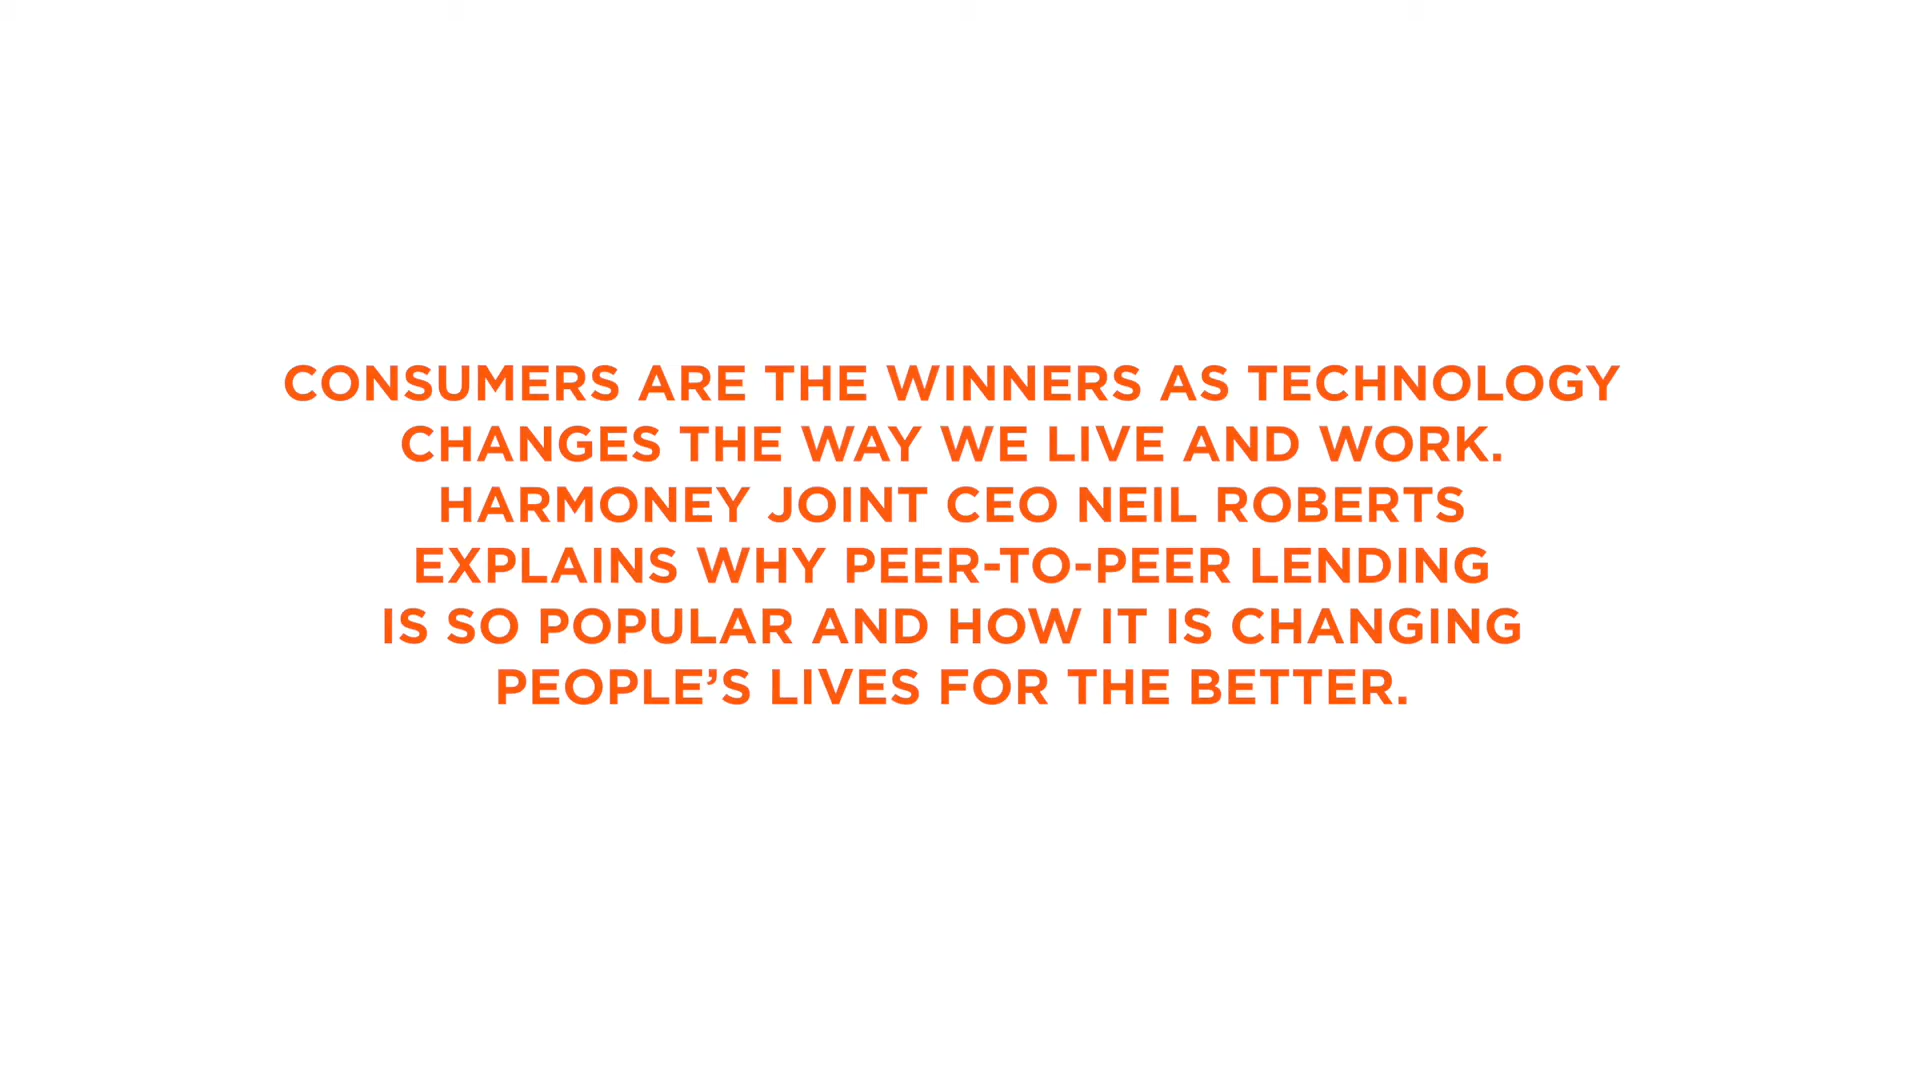 CONSUMERS ARE THE WINNERS AS TECHNOLOGY
CHANGES THE WAY WE LIVE AND WORK.
HARMONEY JOINT CEO NEIL ROBERTS
EXPLAINS WHY PEER-TO-PEER LENDING
IS SO POPULAR AND HOW IT IS CHANGING
PEOPLE’S LIVES FOR THE BETTER.